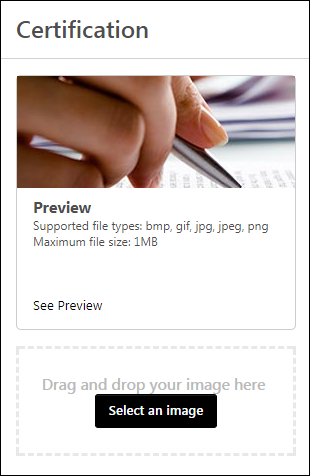 Certification
Preview
Supported file types: bmp, gif, jpg, jpeg, png
Maximum file size: 1MB
See Preview
Drag and drop your image here
Select an image